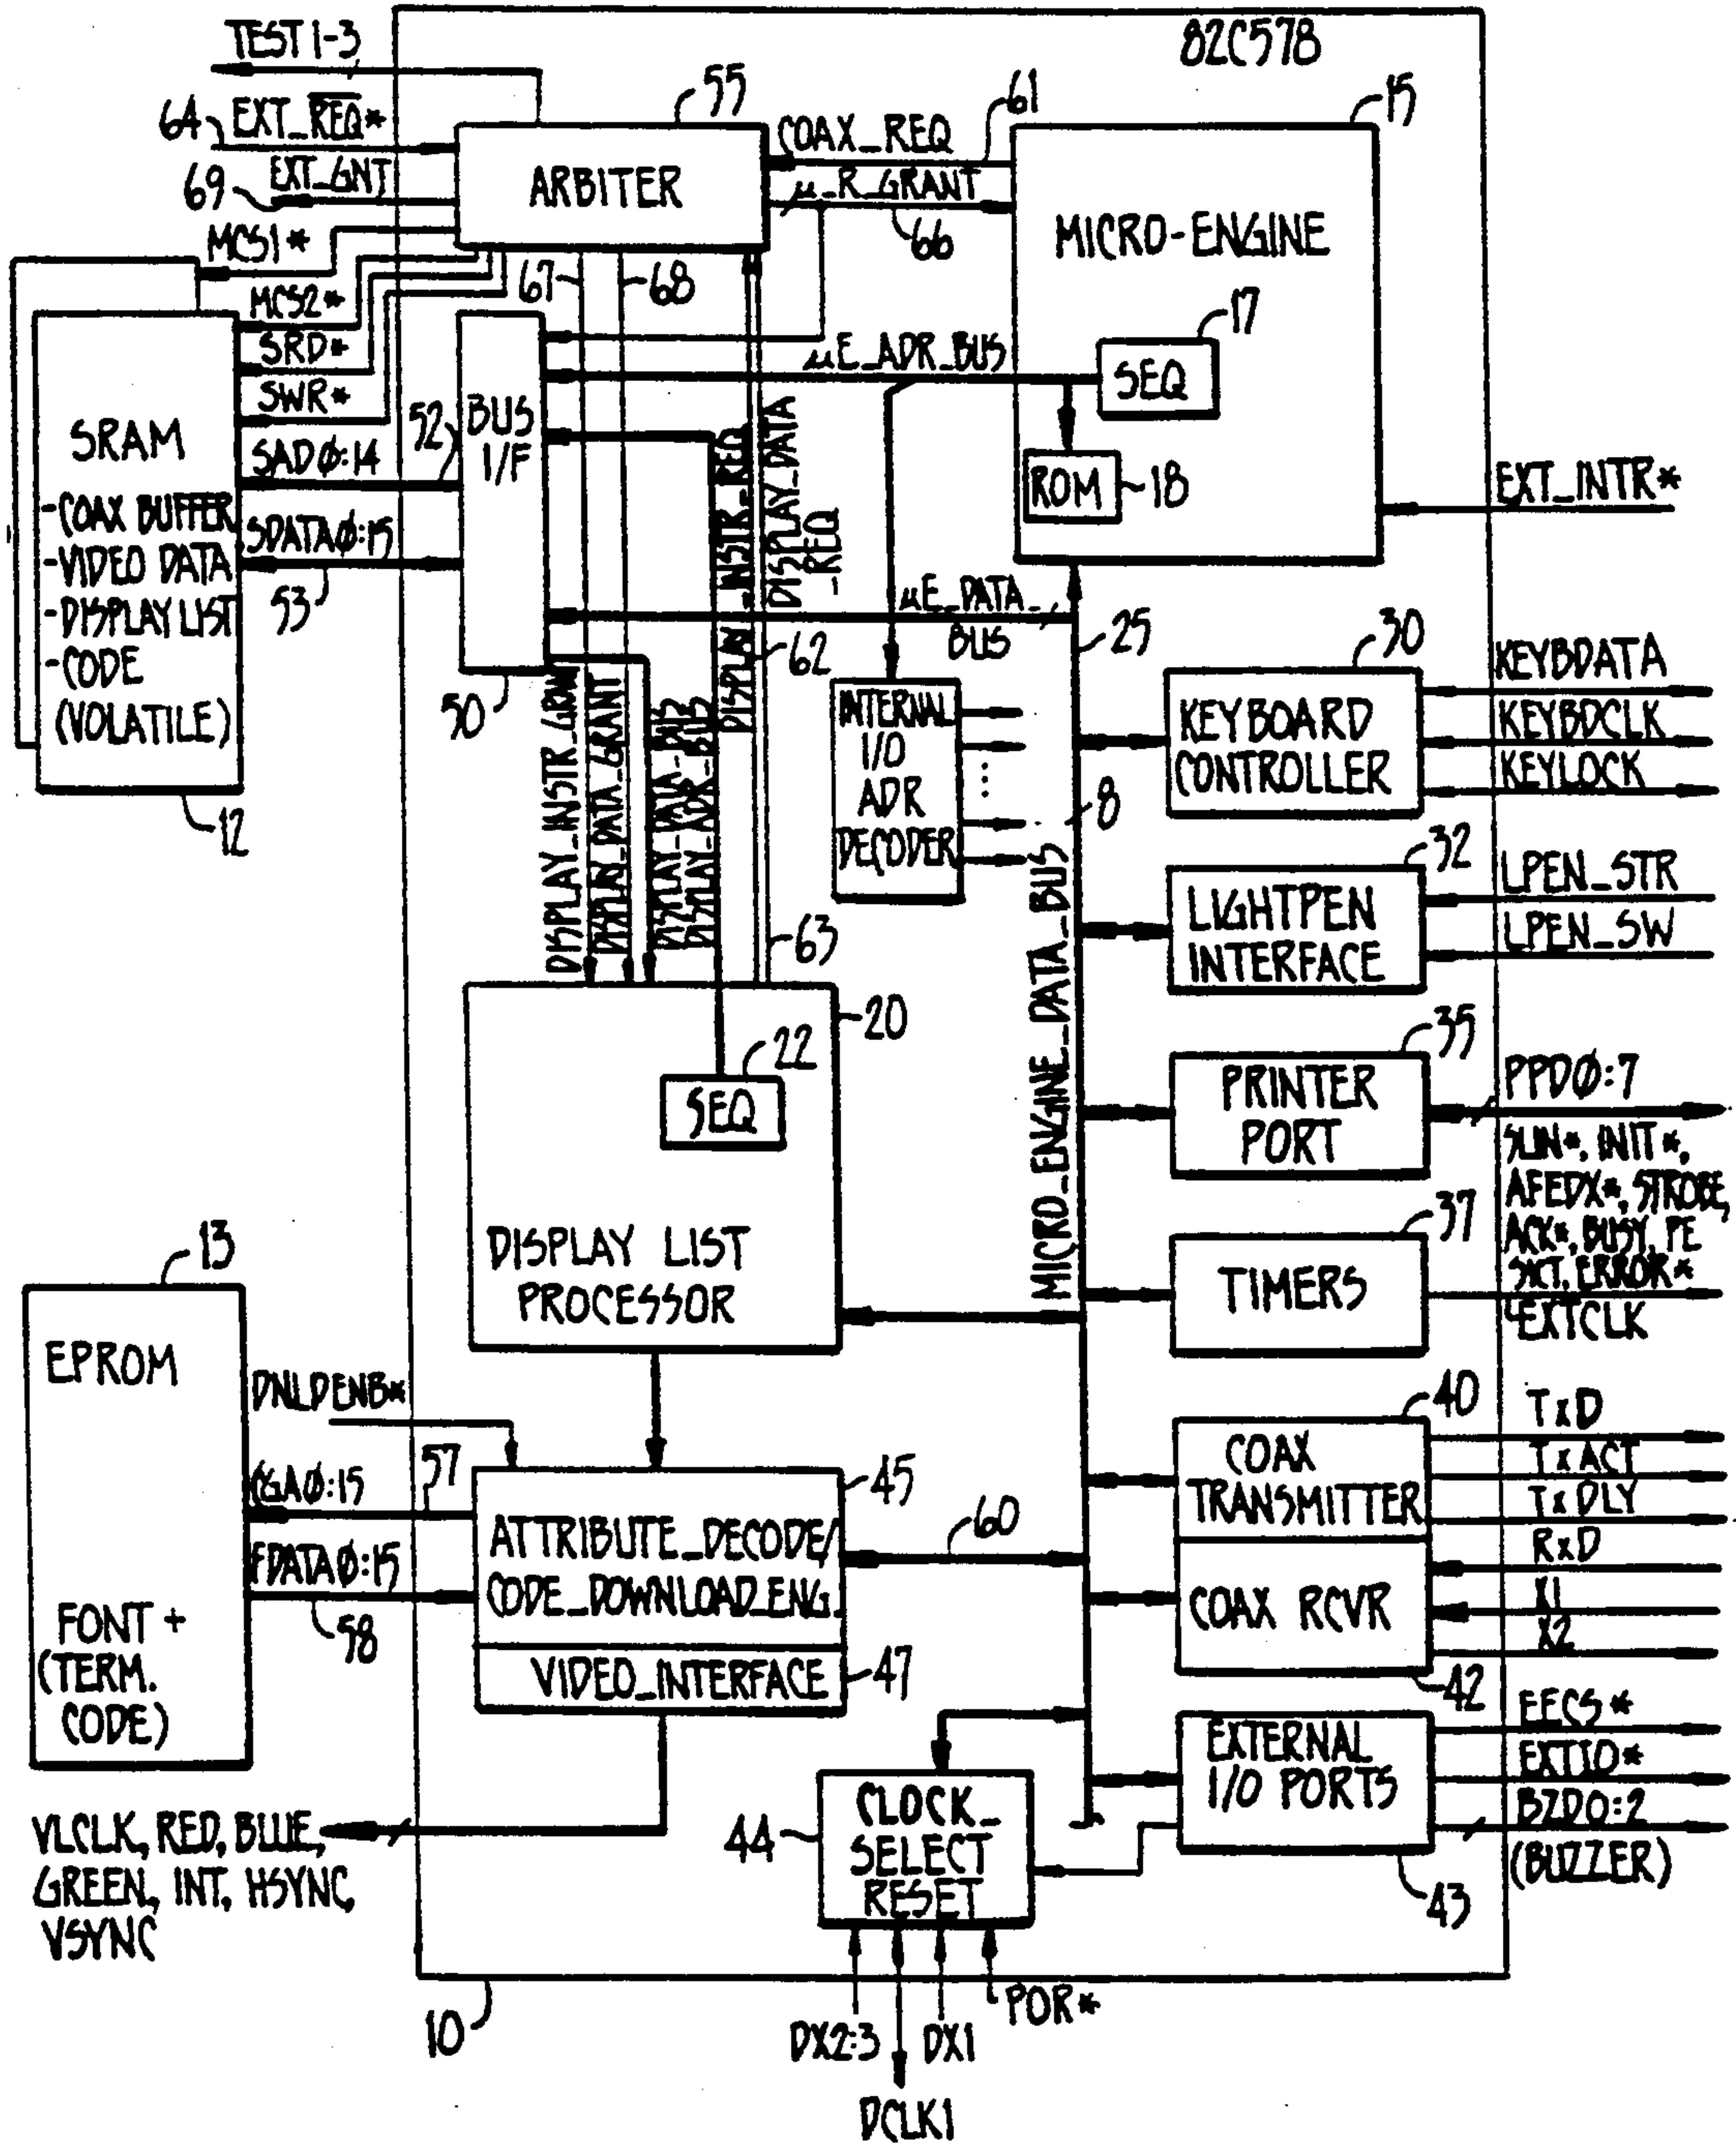 82C578
TEST 1-3
55
61
15
64
EXT_REQ*
COAX_REQ
ARBITER
69
EXT_GNT
μ_R_GRANT
66
MICRO-ENGINE
MCS1*
67
68
MCS2*
17
SRD*
μE_ADR_BUS
SEQ
SWR*
SRAM
52
BUS
I/F
SADØ:14
ROM
18
EXT_INTR*
-COAX BUFFER
SDATAØ:15
-VIDEO DATA
53
-DISPLAY LIST
-CODE
(VOLATILE)
12
50
DISPLAY_INSTR_REQ
DISPLAY_DATA
_REQ
μE_DATA_
BUS
62
25
30
KEYBDATA
KEYBDCLK
KEYLOCK
KEYBOARD
CONTROLLER
INTERNAL
I/O
ADR
DECODER
8
DISPLAY_DATA_GRANT
DISPLAY_DATA_BUS
DISPLAY_ADR_BUS
63
MICRO_ENGINE_DATA_BUS
32
LPEN_STR
LPEN_SW
LIGHTPEN
INTERFACE
20
22
SEQ
DISPLAY LIST
PROCESSOR
35
PRINTER
PORT
PPDØ:7
SLIN*, INIT*,
AFEDX*, STROBE,
ACK*, BUSY, PE
SLCT, ERROR*
EXTCLK
37
TIMERS
13
EPROM
FONT +
(TERM.
CODE)
DNLDENB*
57
CGAØ:15
FDATAØ:15
58
45
ATTRIBUTE_DECODE/
CODE_DOWNLOAD_ENG.
60
VIDEO_INTERFACE
47
40
COAX
TRANSMITTER
TxD
TxACT
TxDLY
COAX RCVR
RxD
X1
X2
42
EXTERNAL
I/O PORTS
EECS*
EXTIO*
BZD0:2
(BUZZER)
43
44
CLOCK_
SELECT
RESET
VLCLK, RED, BLUE,
GREEN, INT, HSYNC,
VSYNC
10
DX2:3
DX1
POR*
DCLK1